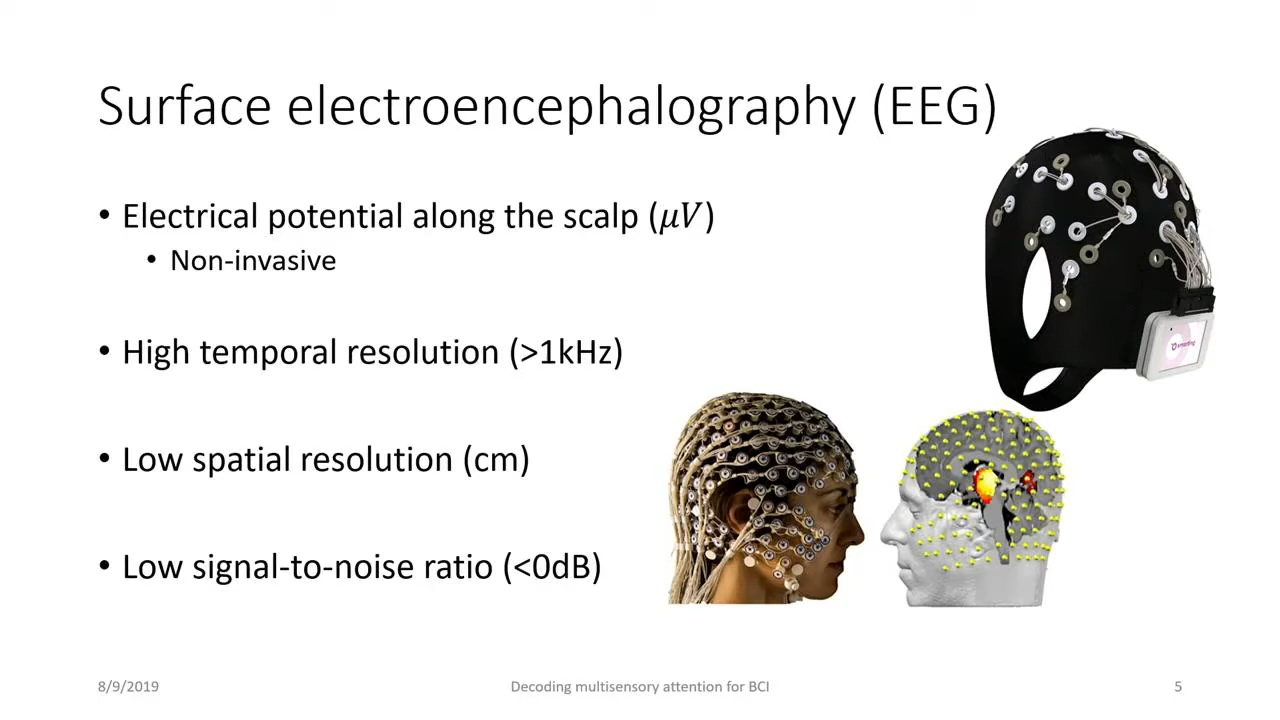 Surface electroencephalography (EEG)
• Electrical potential along the scalp (𝜇𝑉)
• Non-invasive
• High temporal resolution (>1kHz)
• Low spatial resolution (cm)
• Low signal-to-noise ratio (<0dB)
smarting
8/9/2019
Decoding multisensory attention for BCI
5